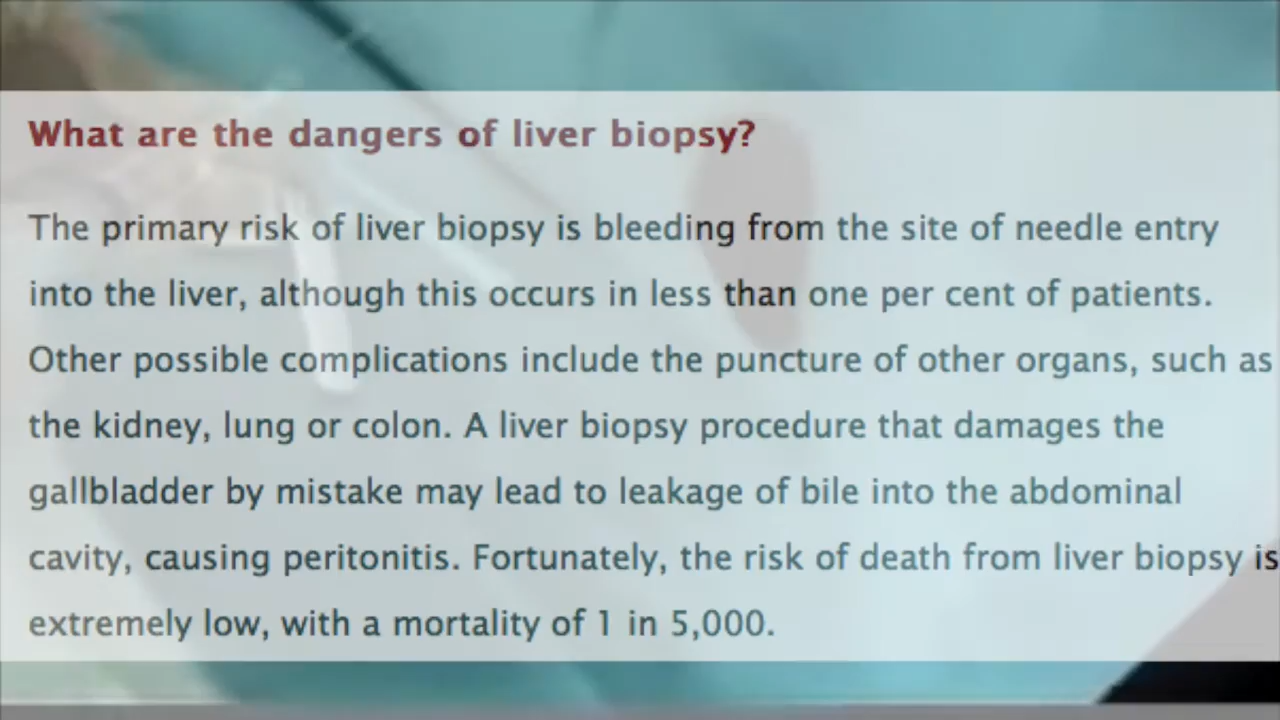 What are the dangers of liver biopsy?
The primary risk of liver biopsy is bleeding from the site of needle entry
into the liver, although this occurs in less than one per cent of patients.
Other possible complications include the puncture of other organs, such as
the kidney, lung or colon. A liver biopsy procedure that damages the
gallbladder by mistake may lead to leakage of bile into the abdominal
cavity, causing peritonitis. Fortunately, the risk of death from liver biopsy is
extremely low, with a mortality of 1 in 5,000.